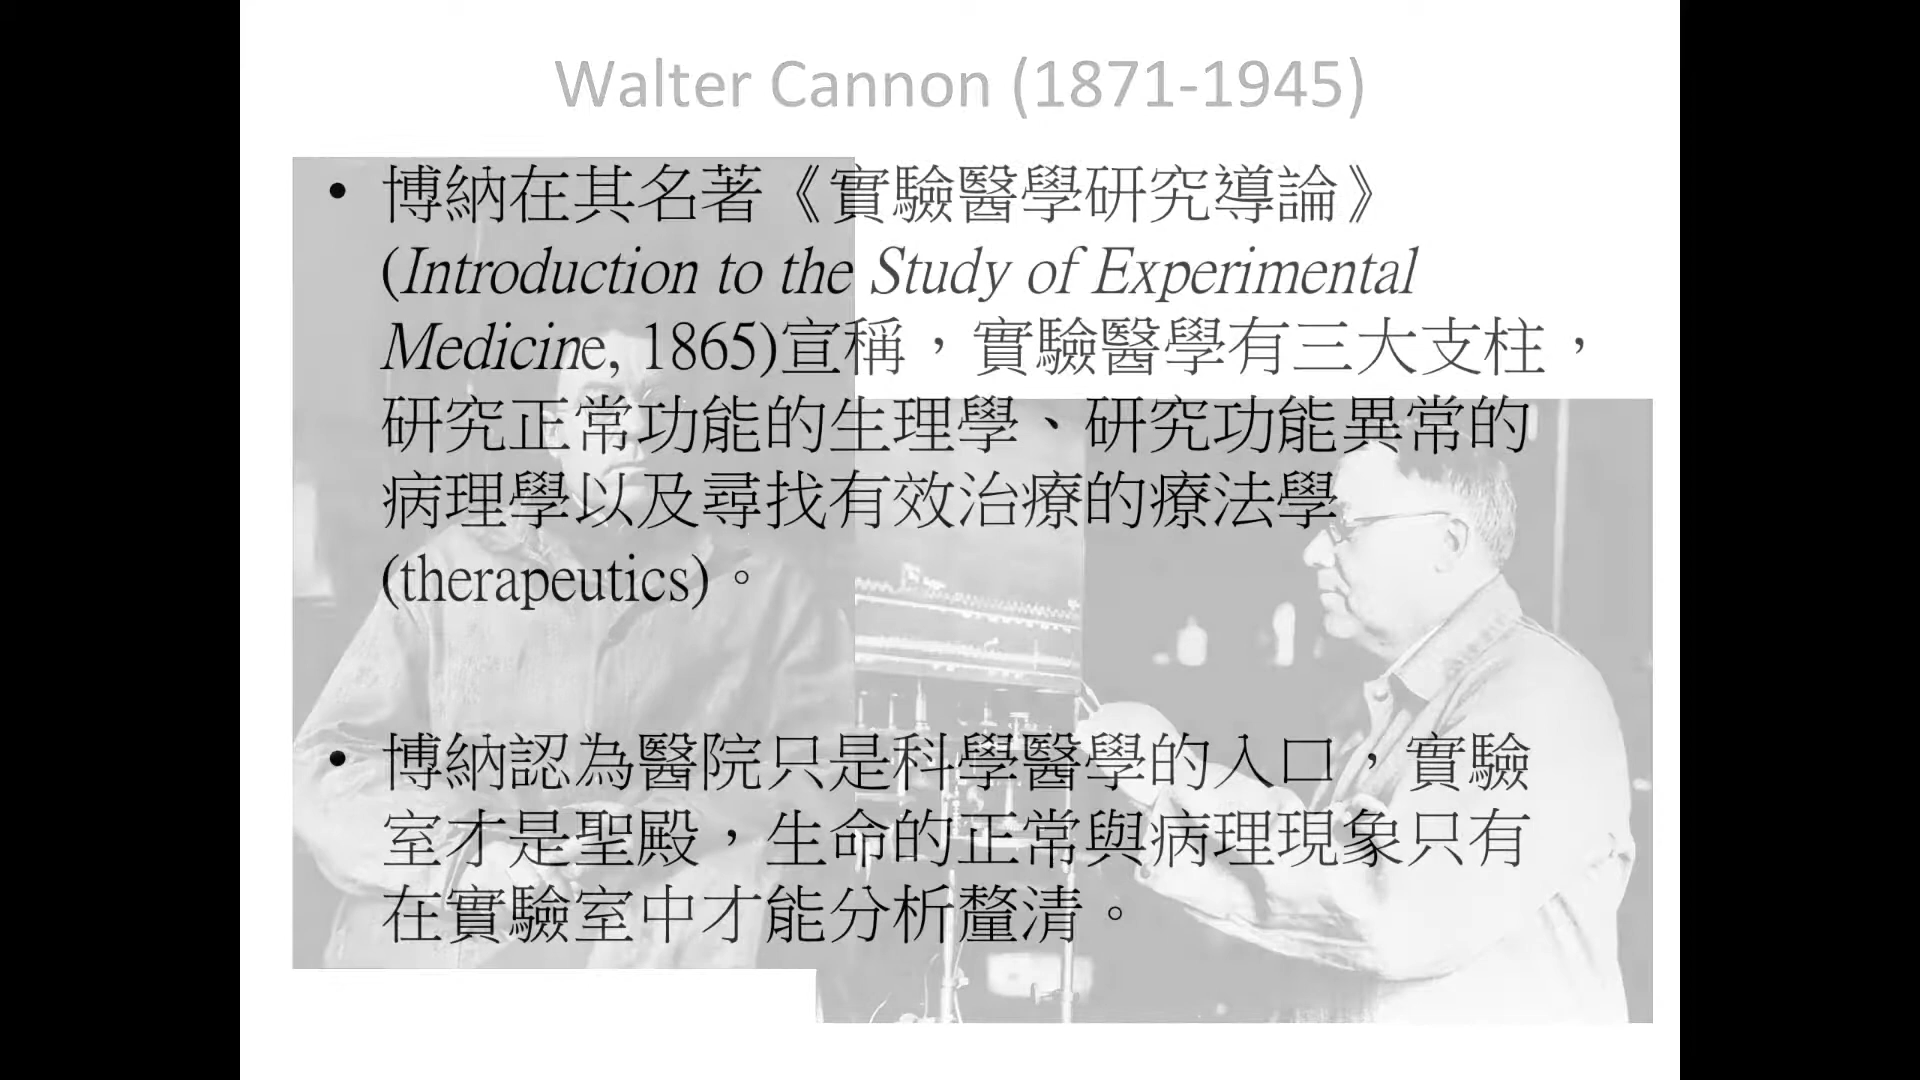 Walter Cannon (1871-1945)
• 博納在其名著《實驗醫學研究導論》
(Introduction to the Study of Experimental
Medicine, 1865)宣稱，實驗醫學有三大支柱，
研究正常功能的生理學、研究功能異常的
病理學以及尋找有效治療的療法學
(therapeutics)。
• 博納認為醫院只是科學醫學的入口，實驗
室才是聖殿，生命的正常與病理現象只有
在實驗室中才能分析釐清。